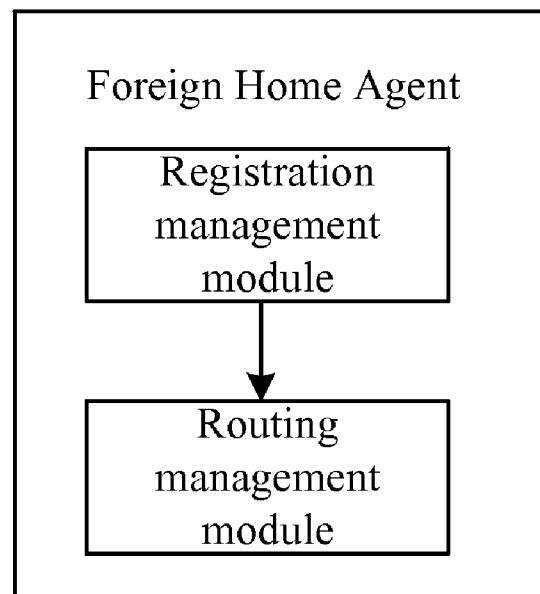 Foreign Home Agent
Registration
management
module
Routing
management
module